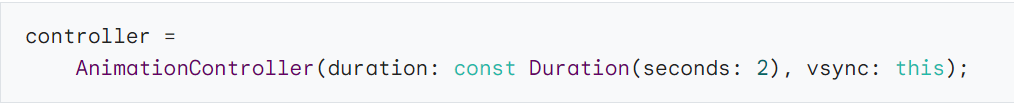 controller =
    AnimationController(duration: const Duration(seconds: 2), vsync: this);